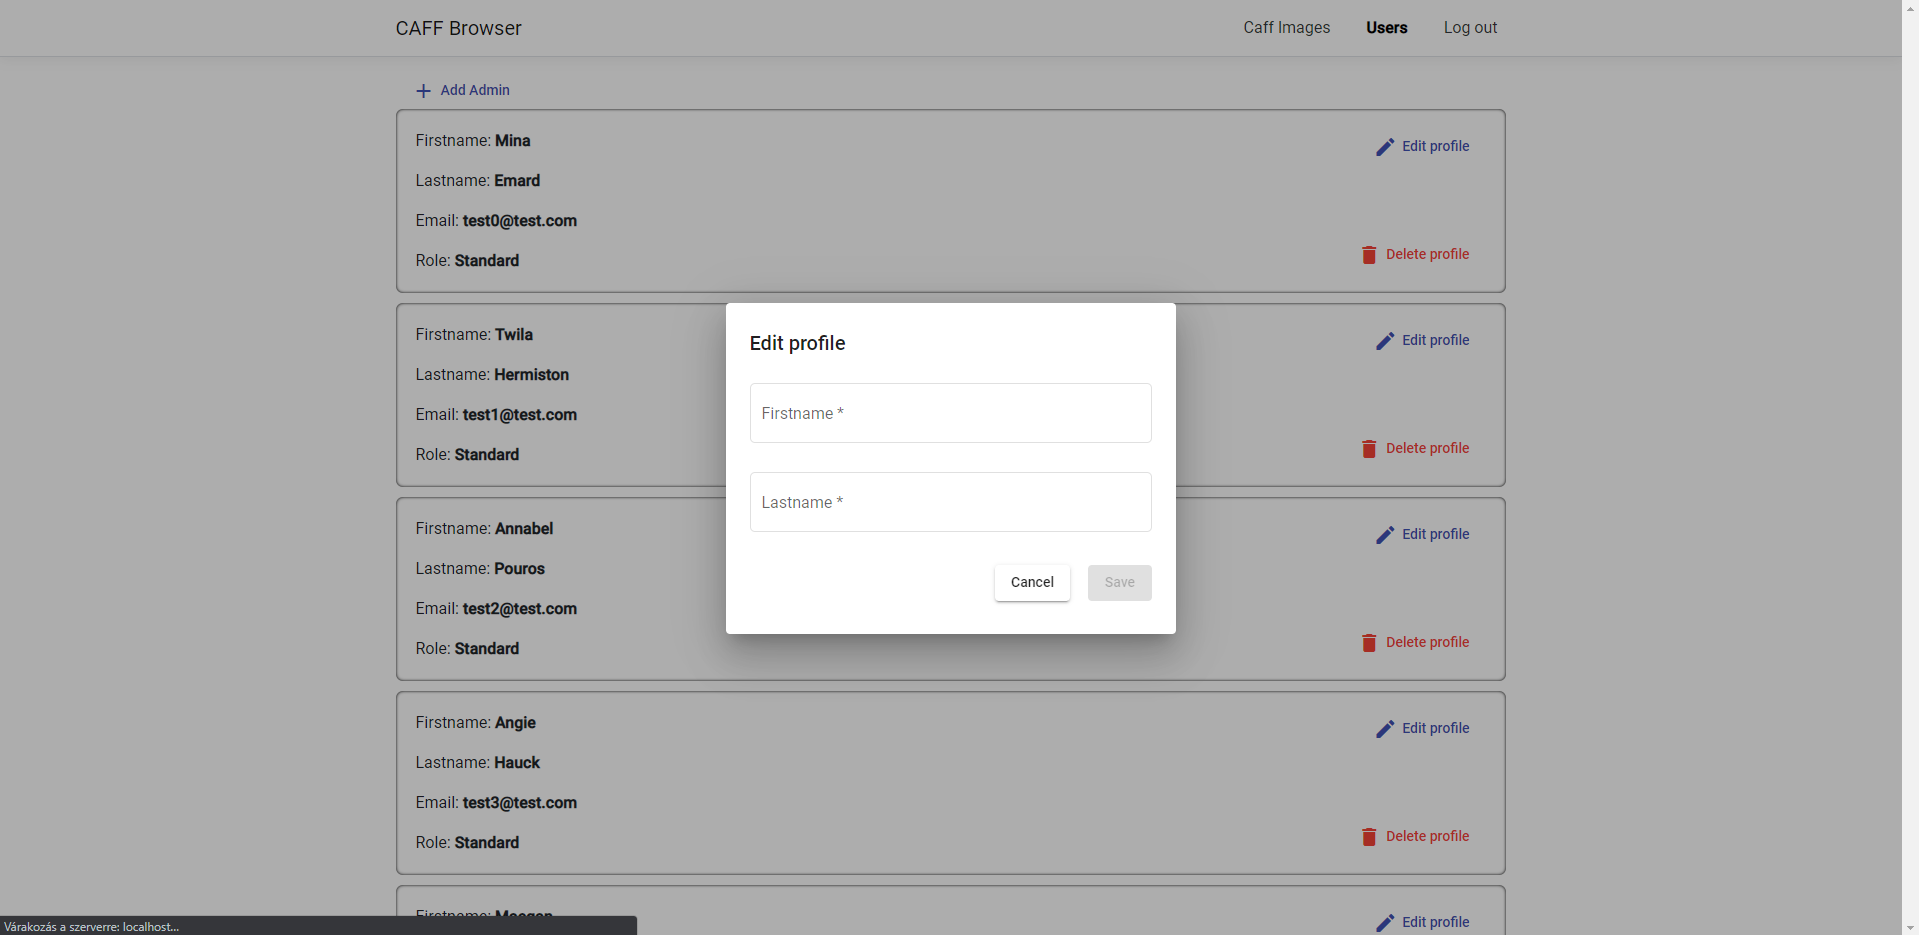 CAFF Browser
Caff Images
Users
Log out
Add Admin
Firstname: Mina
Edit profile
Lastname: Emard
Email: test0@test.com
Delete profile
Role: Standard
Firstname: Twila
Edit profile
Lastname: Hermiston
Email: test1@test.com
Delete profile
Role: Standard
Edit profile
Firstname *
Lastname *
Cancel
Save
Firstname: Annabel
Edit profile
Lastname: Pouros
Email: test2@test.com
Delete profile
Role: Standard
Firstname: Angie
Edit profile
Lastname: Hauck
Email: test3@test.com
Delete profile
Role: Standard
Firstname:
Edit profile
Várakozás a szerverre: localhost...